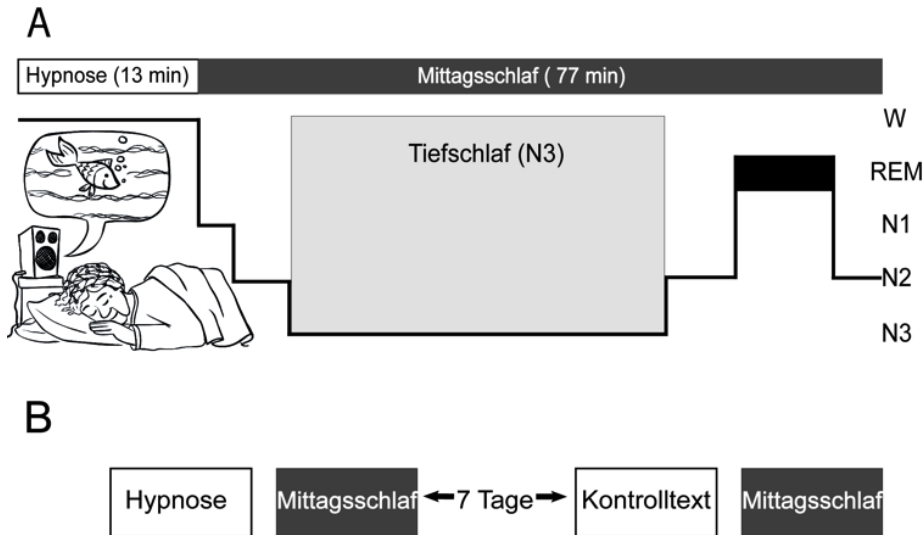 A
Hypnose (13 min) Mittagsschlaf ( 77 min)
Tiefschlaf (N3)
W
REM
N1
N2
N3
B
Hypnose Mittagsschlaf 7 Tage Kontrolltext Mittagsschlaf